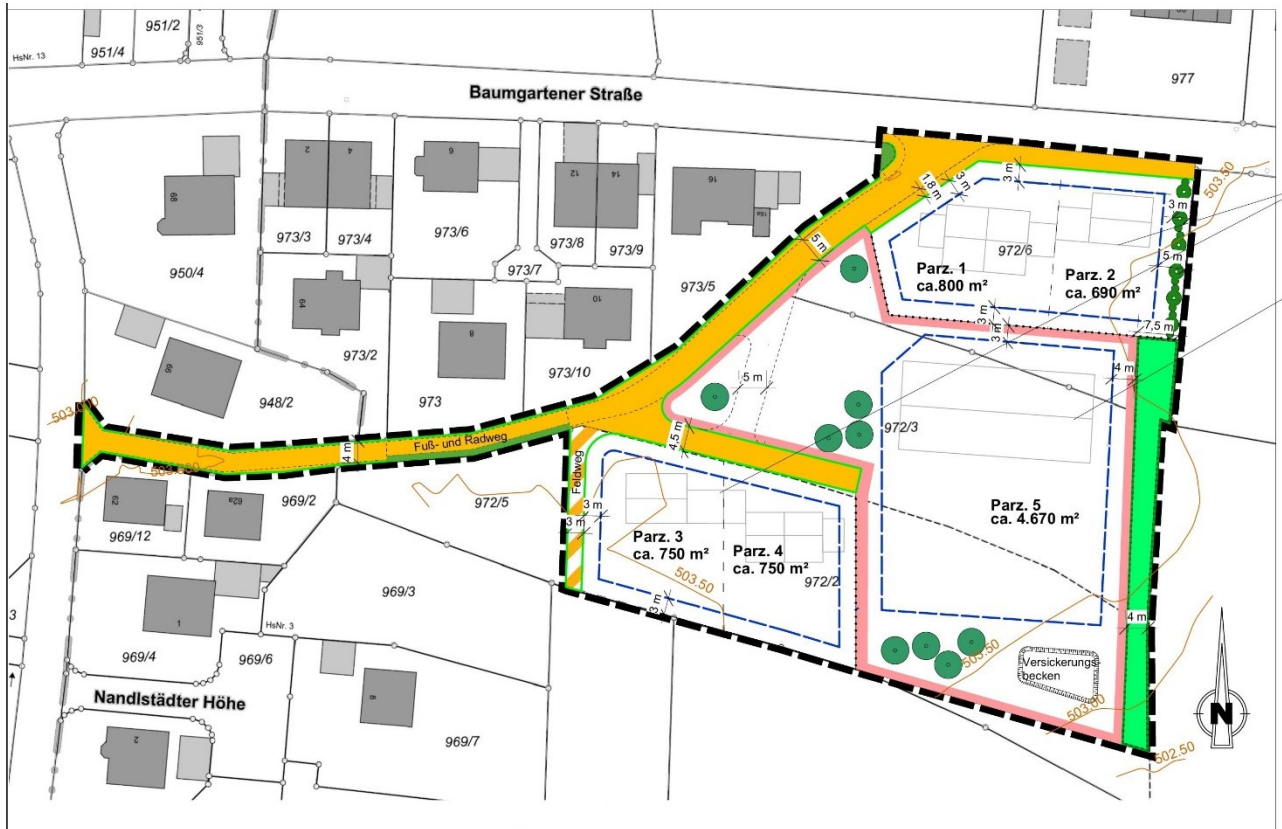 951/2
951/3
951/4
HsNr. 13
977
Baumgartener Straße
2
4
6
12
14
16
16a
68
973/3
973/4
973/6
973/8
973/9
973/7
973/5
950/4
64
10
8
973/2
973/10
66
948/2
973
503.50
1,8 m
3 m
3 m
3 m
5 m
5 m
972/6
Parz. 1
ca.800 m²
Parz. 2
ca. 690 m²
3 m
3 m
7,5 m
4 m
5 m
972/3
Fuß- und Radweg
4 m
4,5 m
Feldweg
62
62a
969/2
969/12
972/5
3 m
3 m
Parz. 3
ca. 750 m²
Parz. 4
ca. 750 m²
972/2
503.50
3 m
Parz. 5
ca. 4.670 m²
4 m
969/3
1
HsNr. 3
969/4
969/6
3
Nandlstädter Höhe
2
8
969/7
Versickerungs
becken
502.50
N